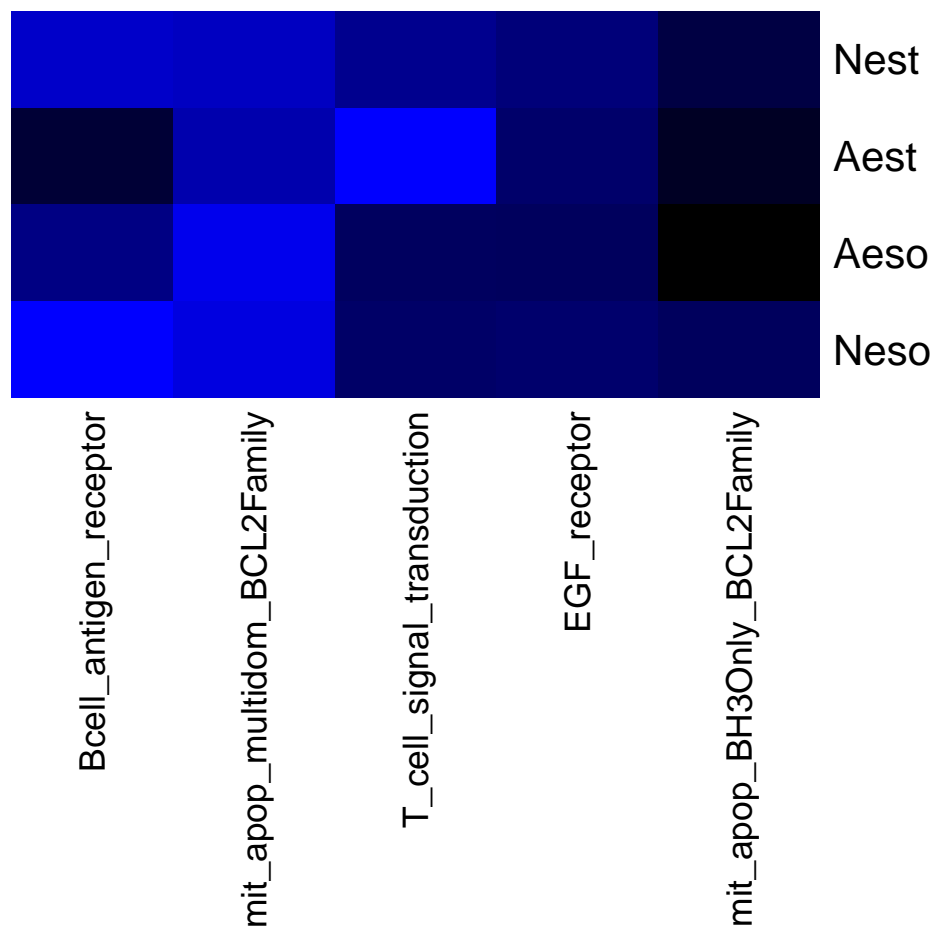 Nest
Aest
Aeso
Neso
Bcell_antigen_receptor
mit_apop_multidom_BCL2Family
T_cell_signal_transduction
EGF_receptor
mit_apop_BH3Only_BCL2Family